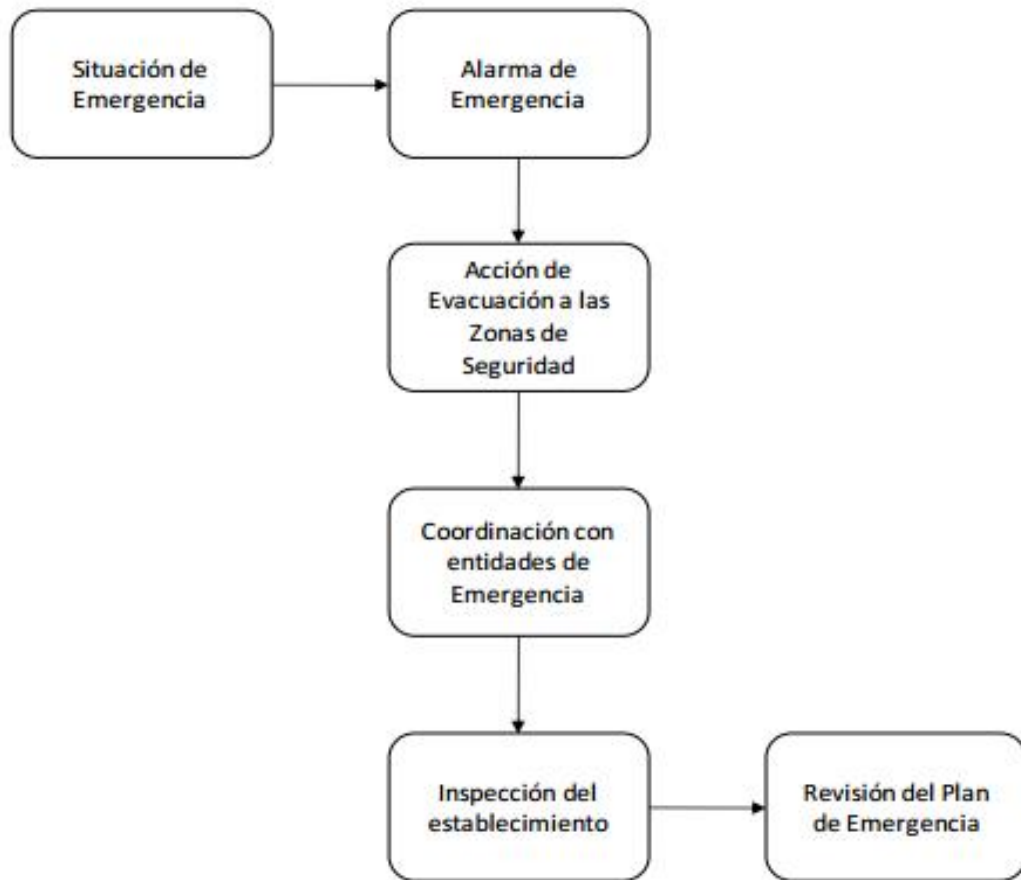 Situación de
Emergencia
Alarma de
Emergencia
Acción de
Evacuación a las
Zonas de
Seguridad
Coordinación con
entidades de
Emergencia
Inspección del
establecimiento
Revisión del Plan
de Emergencia